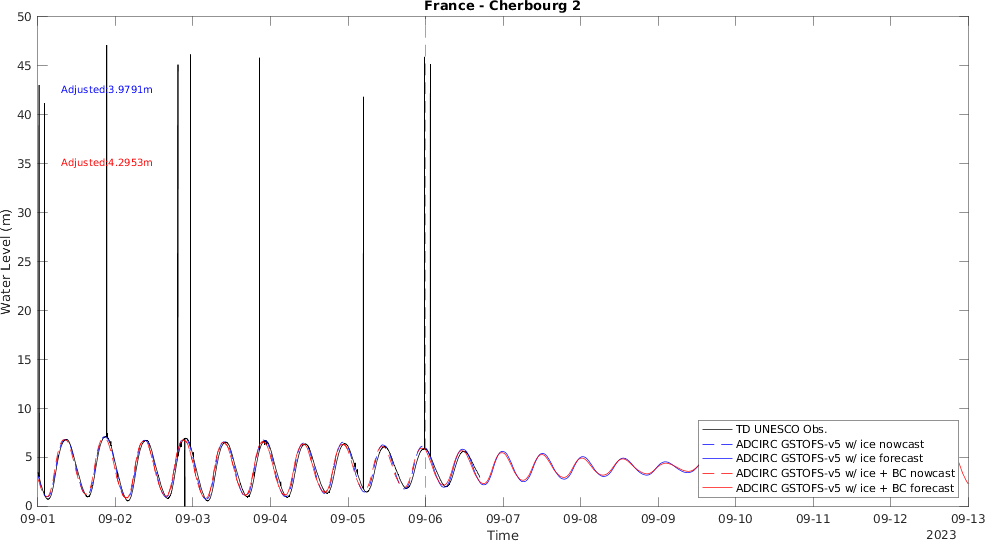 France - Cherbourg 2
50
45
40
35
30
25
20
15
10
5
0
Water Level (m)
Adjusted 3.9791m
Adjusted 4.2953m
TD UNESCO Obs.
ADCIRC GSTOFS-v5 w/ ice nowcast
ADCIRC GSTOFS-v5 w/ ice forecast
ADCIRC GSTOFS-v5 w/ ice + BC nowcast
ADCIRC GSTOFS-v5 w/ ice + BC forecast
09-01 09-02 09-03 09-04 09-05 09-06 09-07 09-08 09-09 09-10 09-11 09-12 09-13
Time
2023